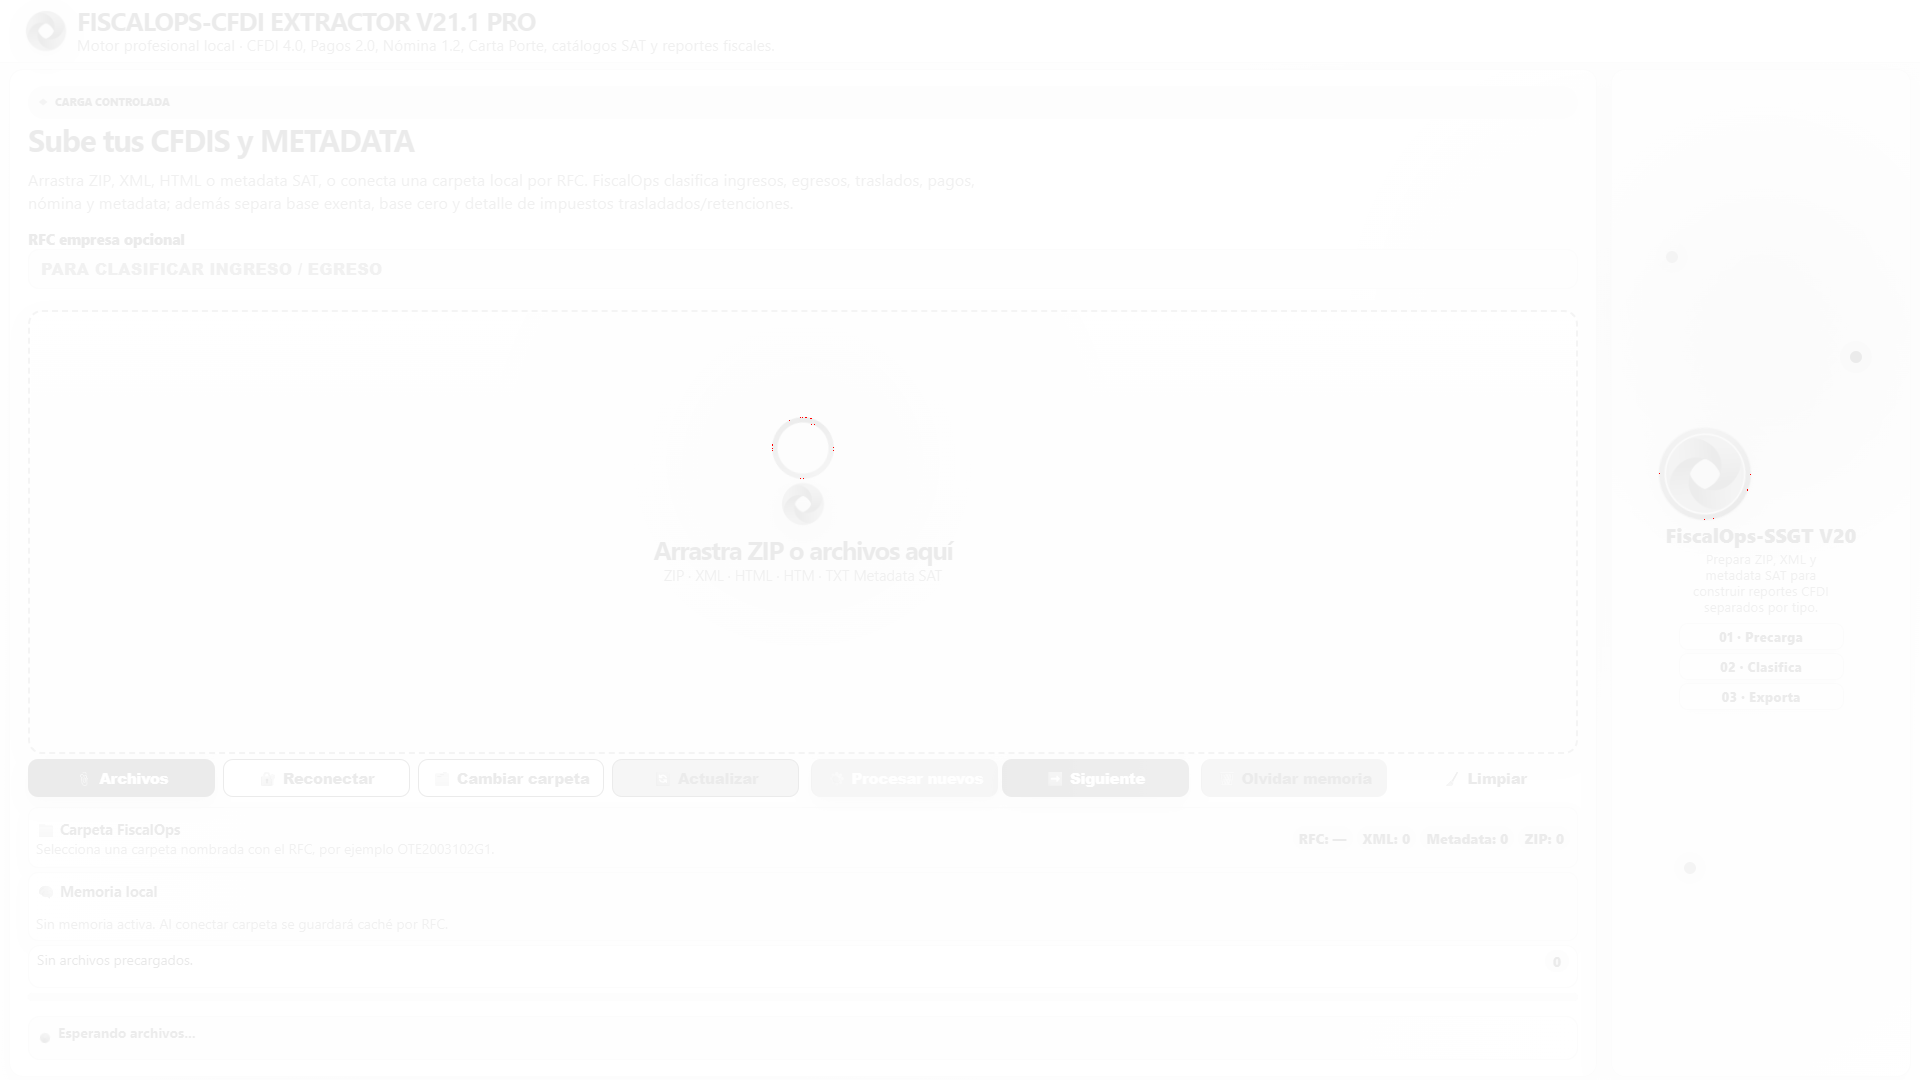 FISCALOPS-CFDI EXTRACTOR V21.1 PRO
Motor profesional local · CFDI 4.0, Pagos 2.0, Nómina 1.2, Carta Porte, catálogos SAT y reportes fiscales.
CARGA CONTROLADA
Sube tus CFDIS y METADATA
Arrastra ZIP, XML, HTML o metadata SAT, o conecta una carpeta local por RFC. FiscalOps clasifica ingresos, egresos, traslados, pagos,
nómina y metadata; además separa base exenta, base cero y detalle de impuestos trasladados/retenciones.
RFC empresa opcional
PARA CLASIFICAR INGRESO / EGRESO
Arrastra ZIP o archivos aquí
ZIP · XML · HTML · HTM · TXT Metadata SAT
Archivos
Reconectar
Cambiar carpeta
Actualizar
Procesar nuevos
Siguiente
Olvidar memoria
Limpiar
Carpeta FiscalOps
Selecciona una carpeta nombrada con el RFC, por ejemplo OTE2003102G1.
RFC: —
XML: 0
Metadata: 0
ZIP: 0
Memoria local
Sin memoria activa. Al conectar carpeta se guardará caché por RFC.
Sin archivos precargados.
0
Esperando archivos...
FiscalOps-SSGT V20
Prepara ZIP, XML y
metadata SAT para
construir reportes CFDI
separados por tipo.
01 · Precarga
02 · Clasifica
03 · Exporta